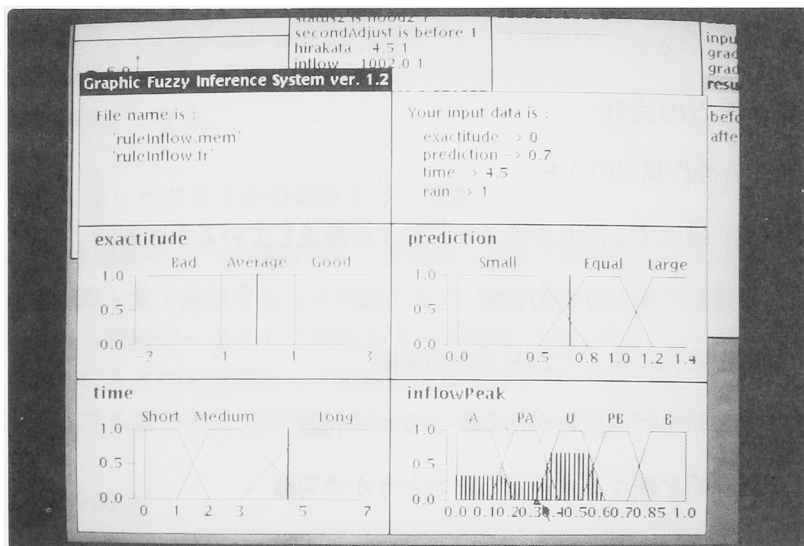 status2 is flood2 1
secondAdjust is before 1
hirakata = 4.5 1
inflow = 1002.0 1
6.0
inpu
grad
grad
resu
befo
afte
Graphic Fuzzy Inference System ver. 1.2
File name is :
'ruleInflow.mem'
'ruleInflow.fr'
Your input data is :
exactitude -> 0
prediction -> 0.7
time -> 4.5
rain -> 1
exactitude
Bad Average Good
1.0
0.5
0.0
-3 -1 1 3
prediction
Small Equal Large
1.0
0.5
0.0
0.0 0.5 0.8 1.0 1.2 1.4
time
Short Medium Long
1.0
0.5
0.0
0 1 2 3 5 7
inflowPeak
A PA U PB B
1.0
0.5
0.0
0.0 0.10 .20 0.3 .40 .50 .60 .70 .85 1.0